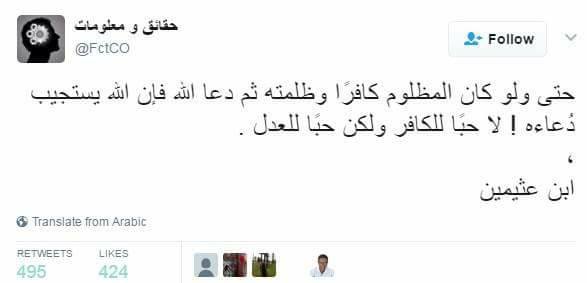 حقائق و معلومات
@FctCO
Follow
حتى ولو كان المظلوم كافرًا وظلمته ثم دعا الله فإن الله يستجيب
دُعاءه ! لا حبًا للكافر ولكن حبًا للعدل .
،
ابن عثيمين
Translate from Arabic
RETWEETS LIKES
495 424